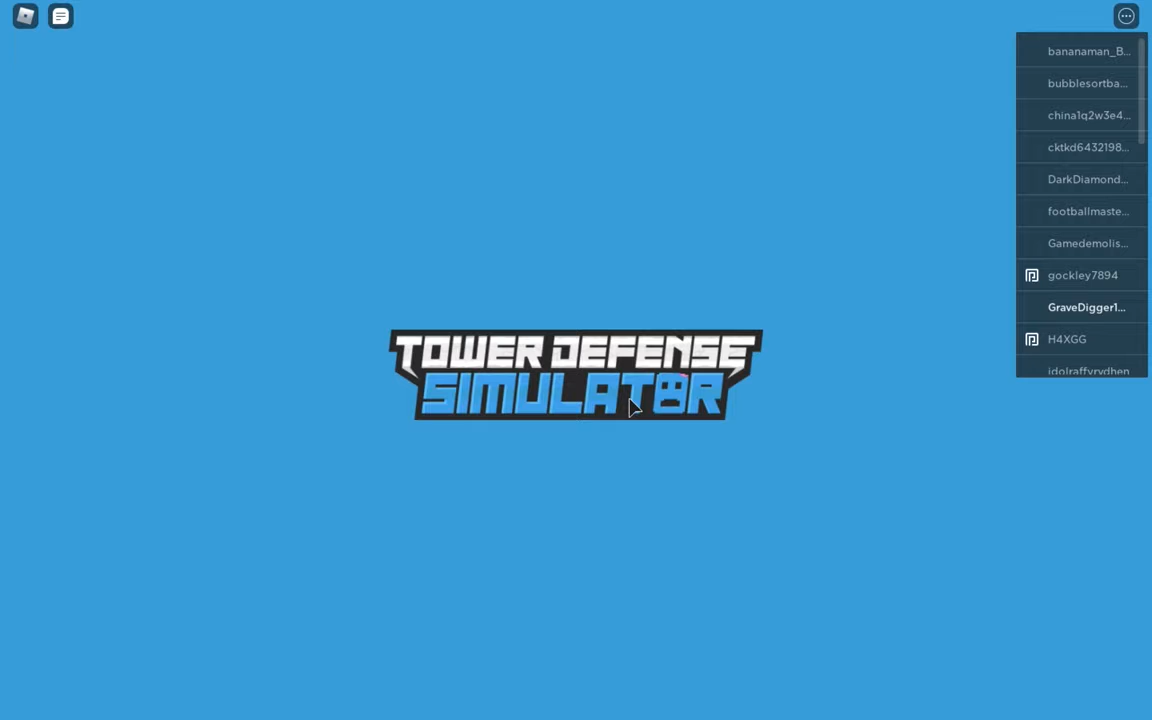 bananaman_B...
bubblesortba...
china1q2w3e4...
cktkd6432198...
DarkDiamond...
footballmaste...
Gamedemolis...
gockley7894
GraveDigger1...
H4XGG
TOWER DEFENSE
SIMULATOR